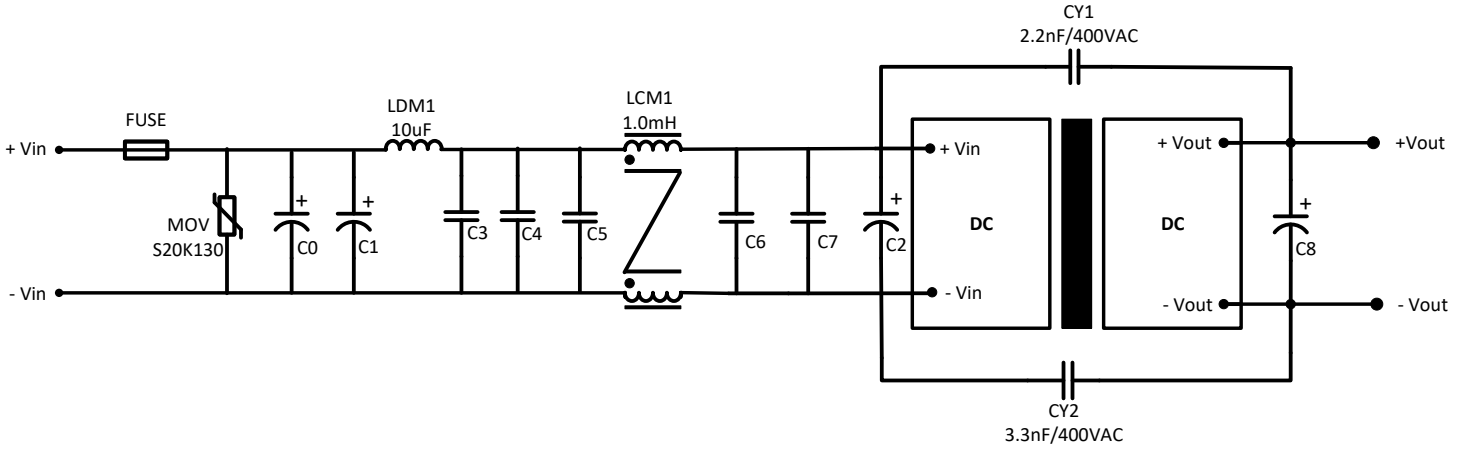 CY1
2.2nF/400VAC
FUSE
LDM1
10uF
LCM1
1.0mH
+ Vin
+ Vin
+ Vout
+Vout
MOV
S20K130
+
C0
+
C1
C3
C4
C5
C6
C7
+
C2
DC
DC
+
C8
- Vin
- Vin
- Vout
- Vout
CY2
3.3nF/400VAC